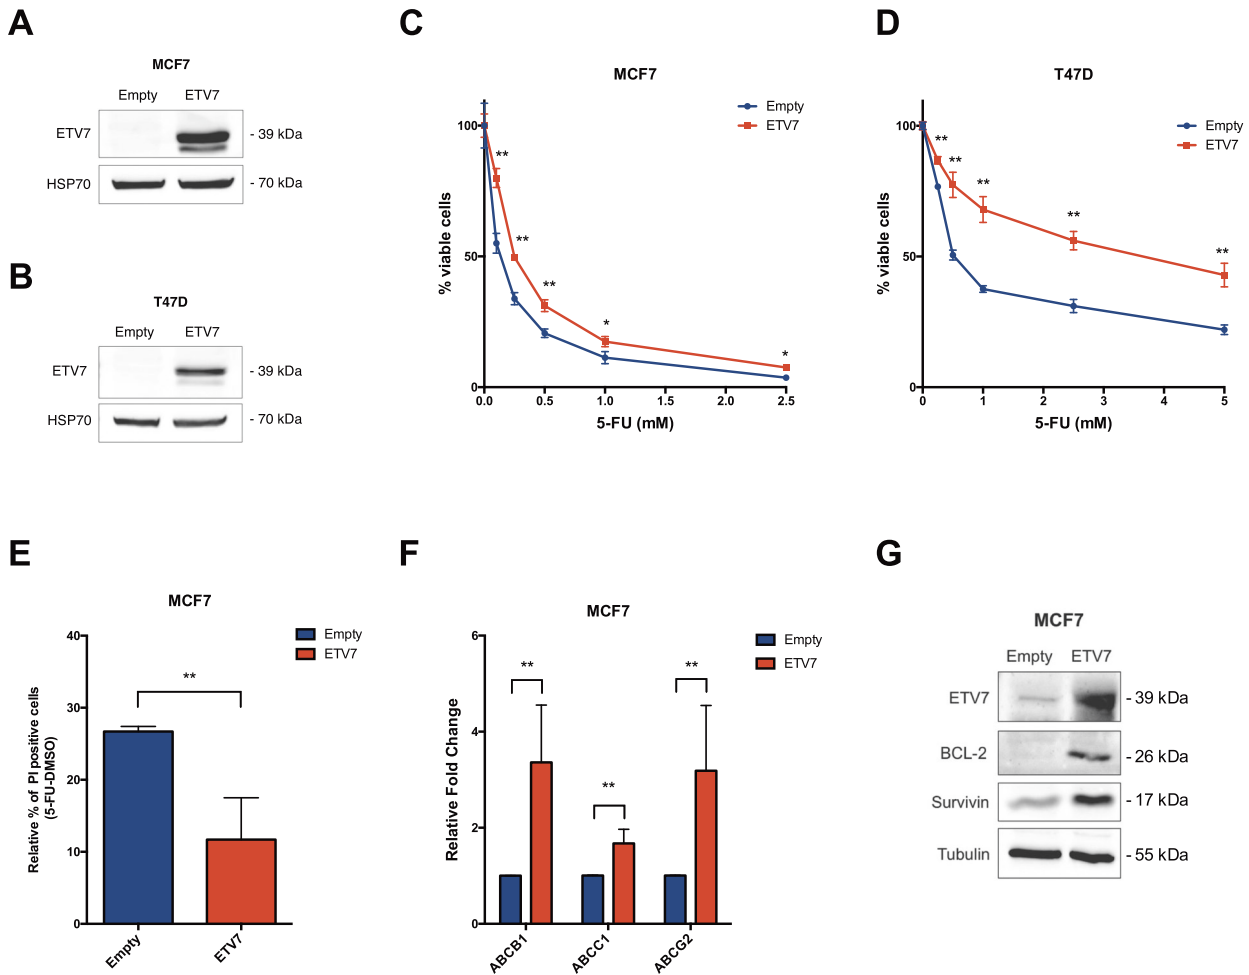 A
MCF7
Empty ETV7
ETV7 - 39 kDa
HSP70 - 70 kDa
B
T47D
Empty ETV7
ETV7 - 39 kDa
HSP70 - 70 kDa
C
MCF7
Empty
ETV7
% viable cells
100
50
0
** ** ** * *
0.0 0.5 1.0 1.5 2.0 2.5
5-FU (mM)
D
T47D
Empty
ETV7
% viable cells
100
50
0
** ** ** ** **
0 1 2 3 4 5
5-FU (mM)
E
MCF7
Empty
ETV7
Relative % of PI positive cells
(5-FU-DMSO)
40
30
20
10
0
**
Empty ETV7
F
MCF7
Empty
ETV7
Relative Fold Change
6
4
2
0
** ** **
ABCB1 ABCC1 ABCG2
G
MCF7
Empty ETV7
ETV7 - 39 kDa
BCL-2 - 26 kDa
Survivin - 17 kDa
Tubulin - 55 kDa